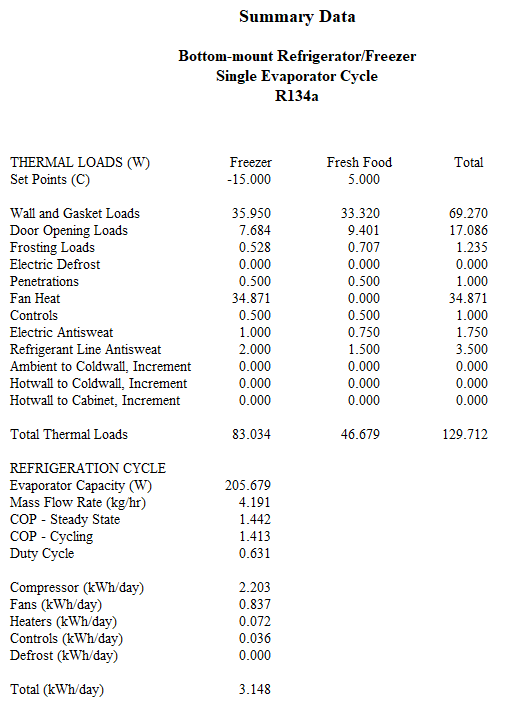 Summary Data
Bottom-mount Refrigerator/Freezer
Single Evaporator Cycle
R134a
THERMAL LOADS (W) Freezer Fresh Food Total
Set Points (C) -15.000 5.000
Wall and Gasket Loads 35.950 33.320 69.270
Door Opening Loads 7.684 9.401 17.086
Frosting Loads 0.528 0.707 1.235
Electric Defrost 0.000 0.000 0.000
Penetrations 0.500 0.500 1.000
Fan Heat 34.871 0.000 34.871
Controls 0.500 0.500 1.000
Electric Antisweat 1.000 0.750 1.750
Refrigerant Line Antisweat 2.000 1.500 3.500
Ambient to Coldwall, Increment 0.000 0.000 0.000
Hotwall to Coldwall, Increment 0.000 0.000 0.000
Hotwall to Cabinet, Increment 0.000 0.000 0.000
Total Thermal Loads 83.034 46.679 129.712
REFRIGERATION CYCLE
Evaporator Capacity (W) 205.679
Mass Flow Rate (kg/hr) 4.191
COP - Steady State 1.442
COP - Cycling 1.413
Duty Cycle 0.631
Compressor (kWh/day) 2.203
Fans (kWh/day) 0.837
Heaters (kWh/day) 0.072
Controls (kWh/day) 0.036
Defrost (kWh/day) 0.000
Total (kWh/day) 3.148